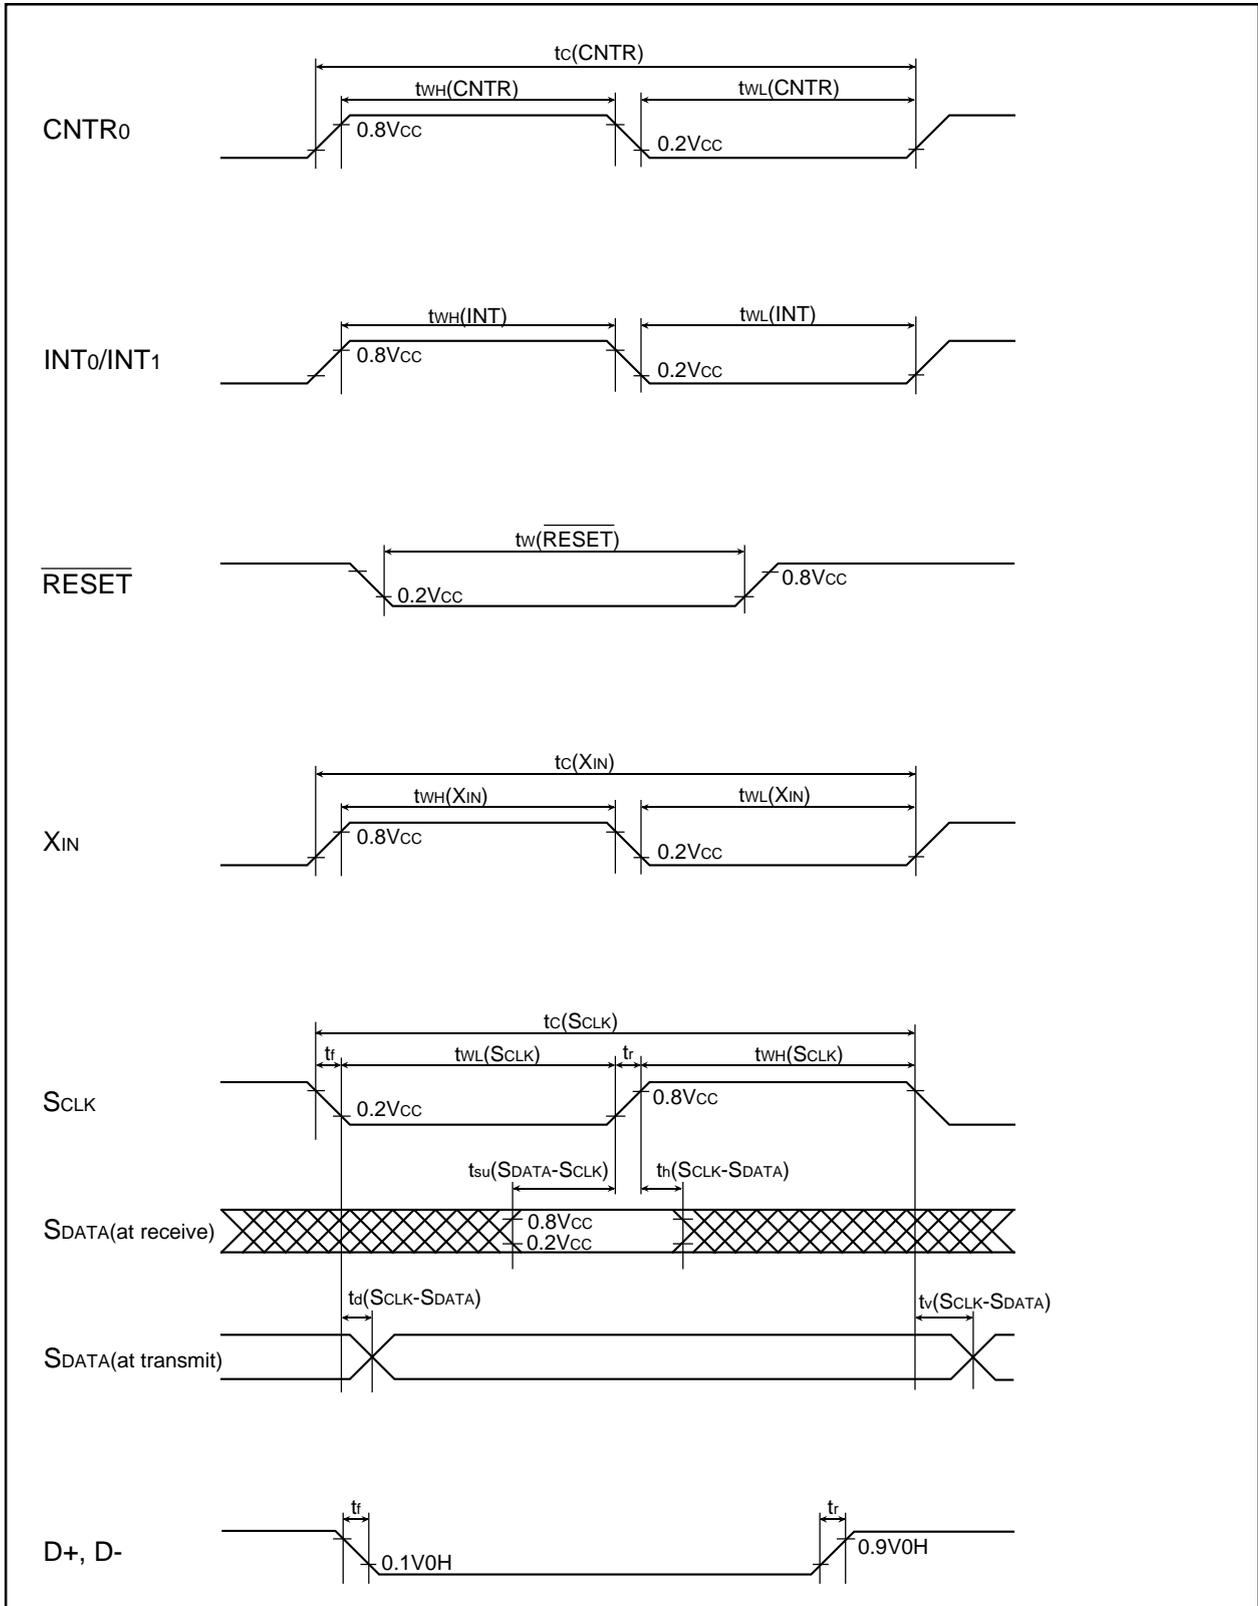 tC(CNTR)
tWH(CNTR)
tWL(CNTR)
CNTR0
0.8VCC
0.2VCC
tWH(INT)
tWL(INT)
INT0/INT1
0.8VCC
0.2VCC
tW(RESET)
RESET
0.2VCC
0.8VCC
tC(XIN)
tWH(XIN)
tWL(XIN)
XIN
0.8VCC
0.2VCC
tC(SCLK)
tf
tWL(SCLK)
tr
tWH(SCLK)
SCLK
0.2VCC
0.8VCC
tsu(SDATA-SCLK)
th(SCLK-SDATA)
SDATA(at receive)
0.8VCC
0.2VCC
td(SCLK-SDATA)
tv(SCLK-SDATA)
SDATA(at transmit)
tf
tr
D+, D-
0.1V0H
0.9V0H